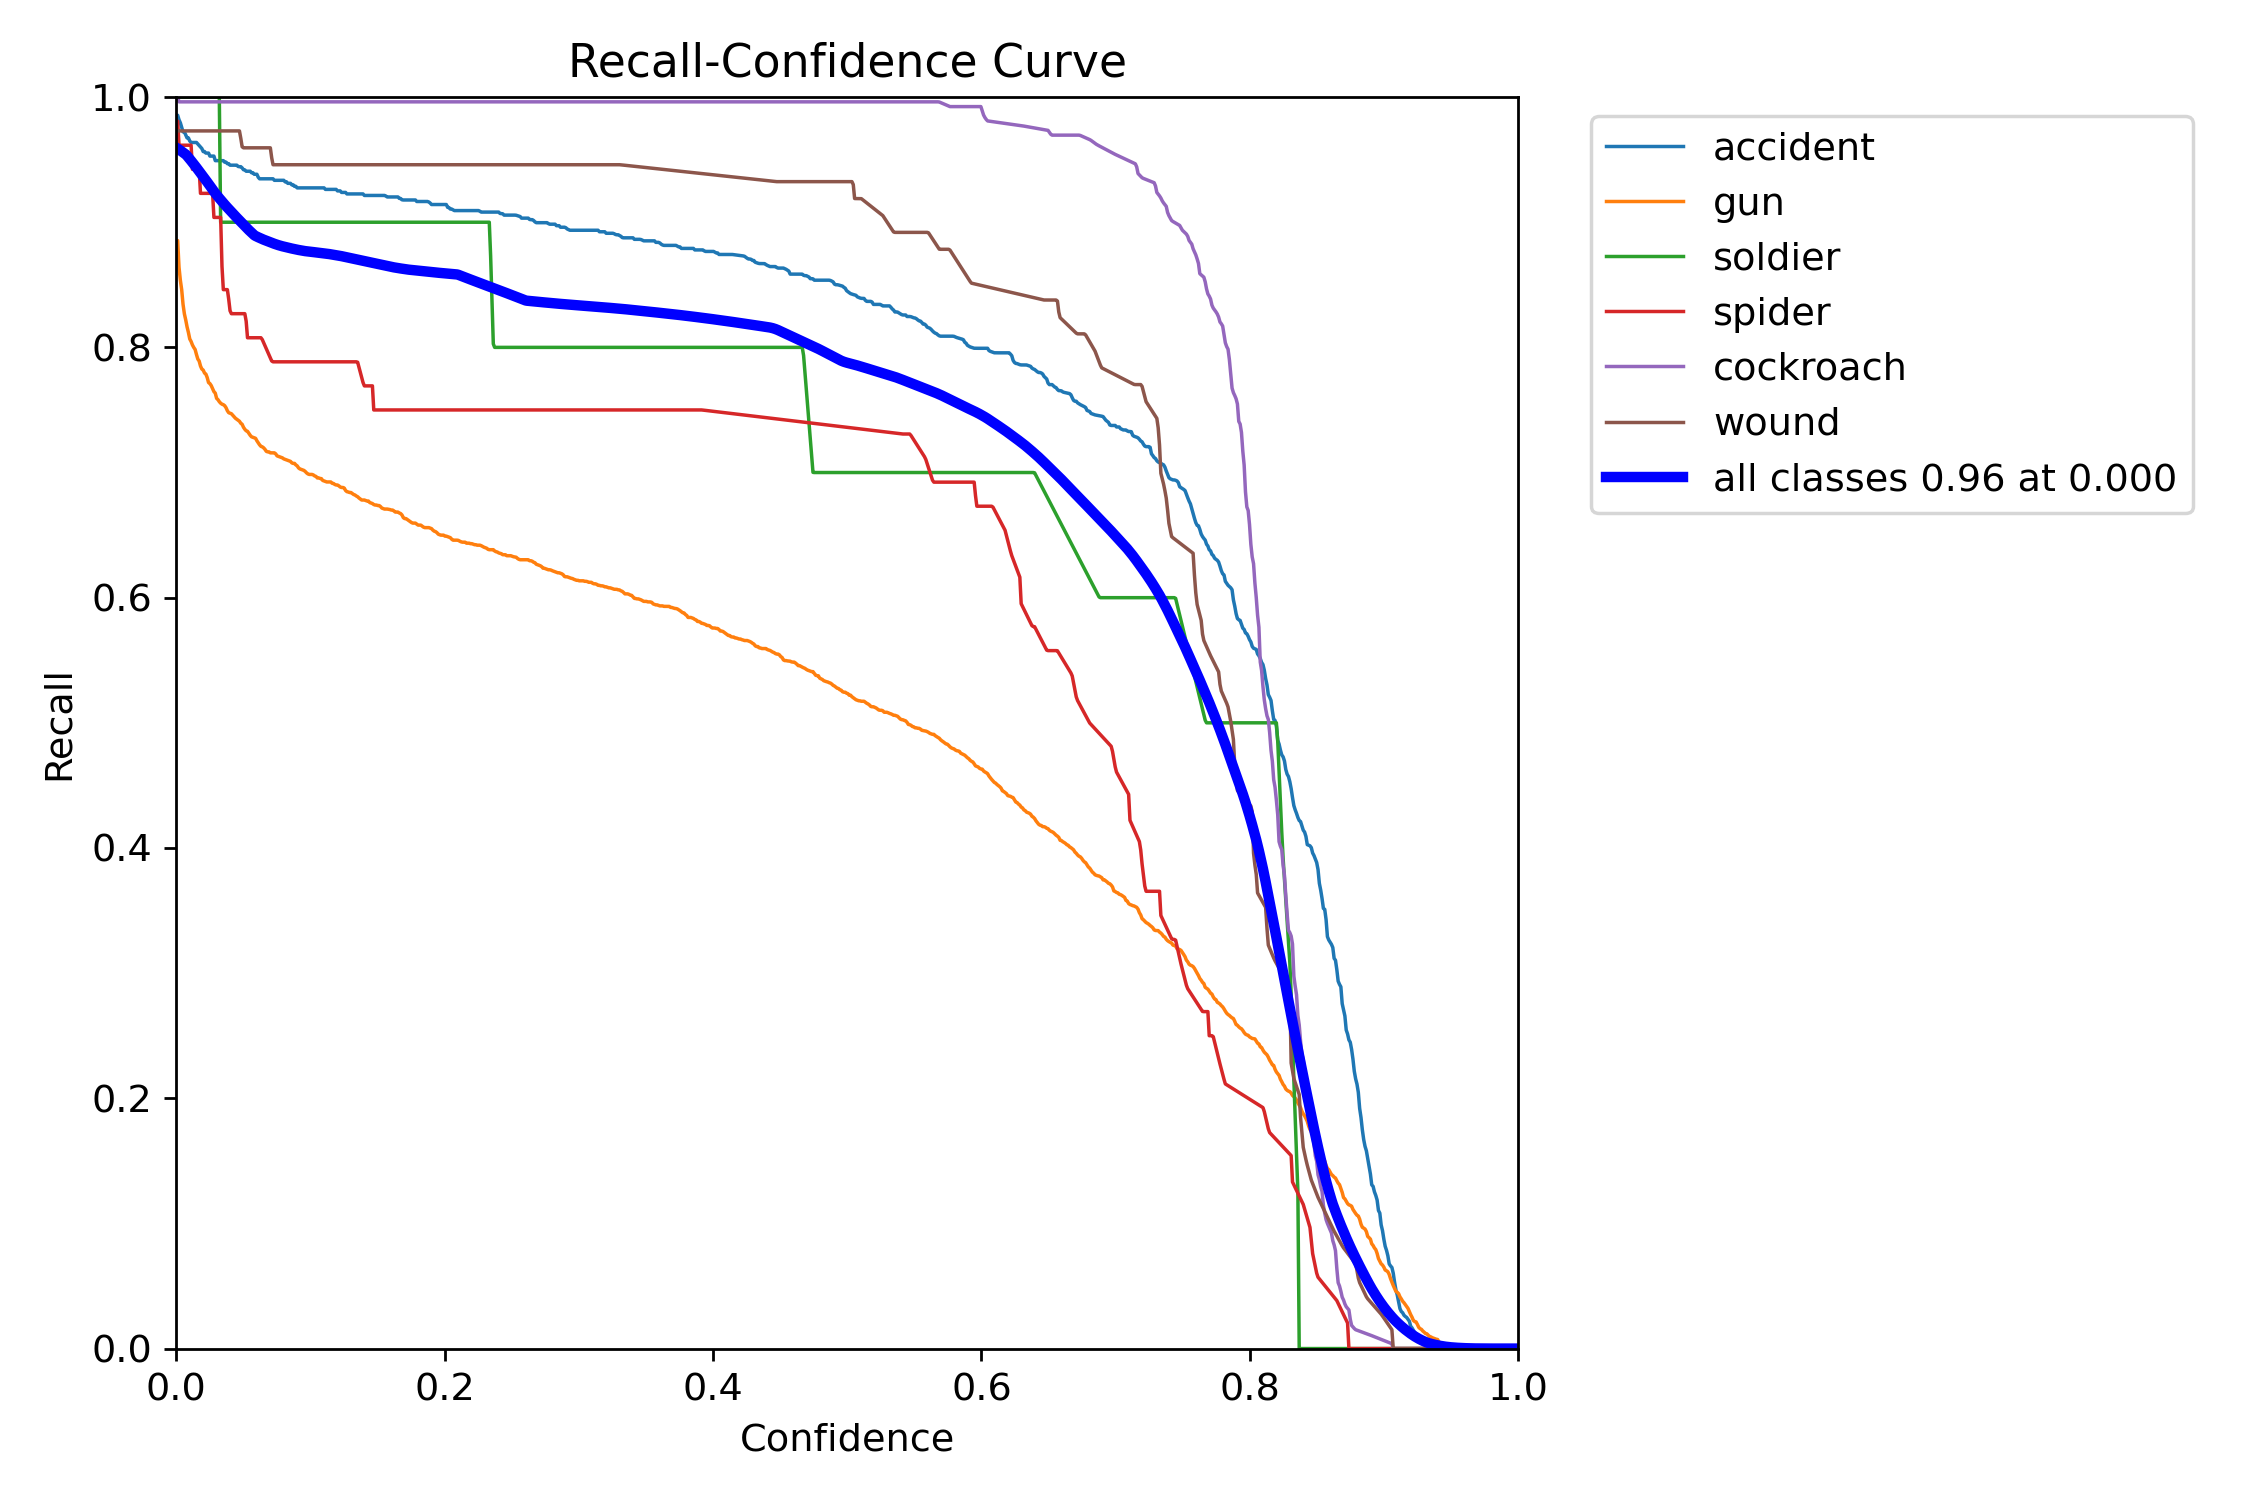 Recall-Confidence Curve
1.0
0.8
0.6
0.4
0.2
0.0
Recall
0.0 0.2 0.4 0.6 0.8 1.0
Confidence
accident
gun
soldier
spider
cockroach
wound
all classes 0.96 at 0.000